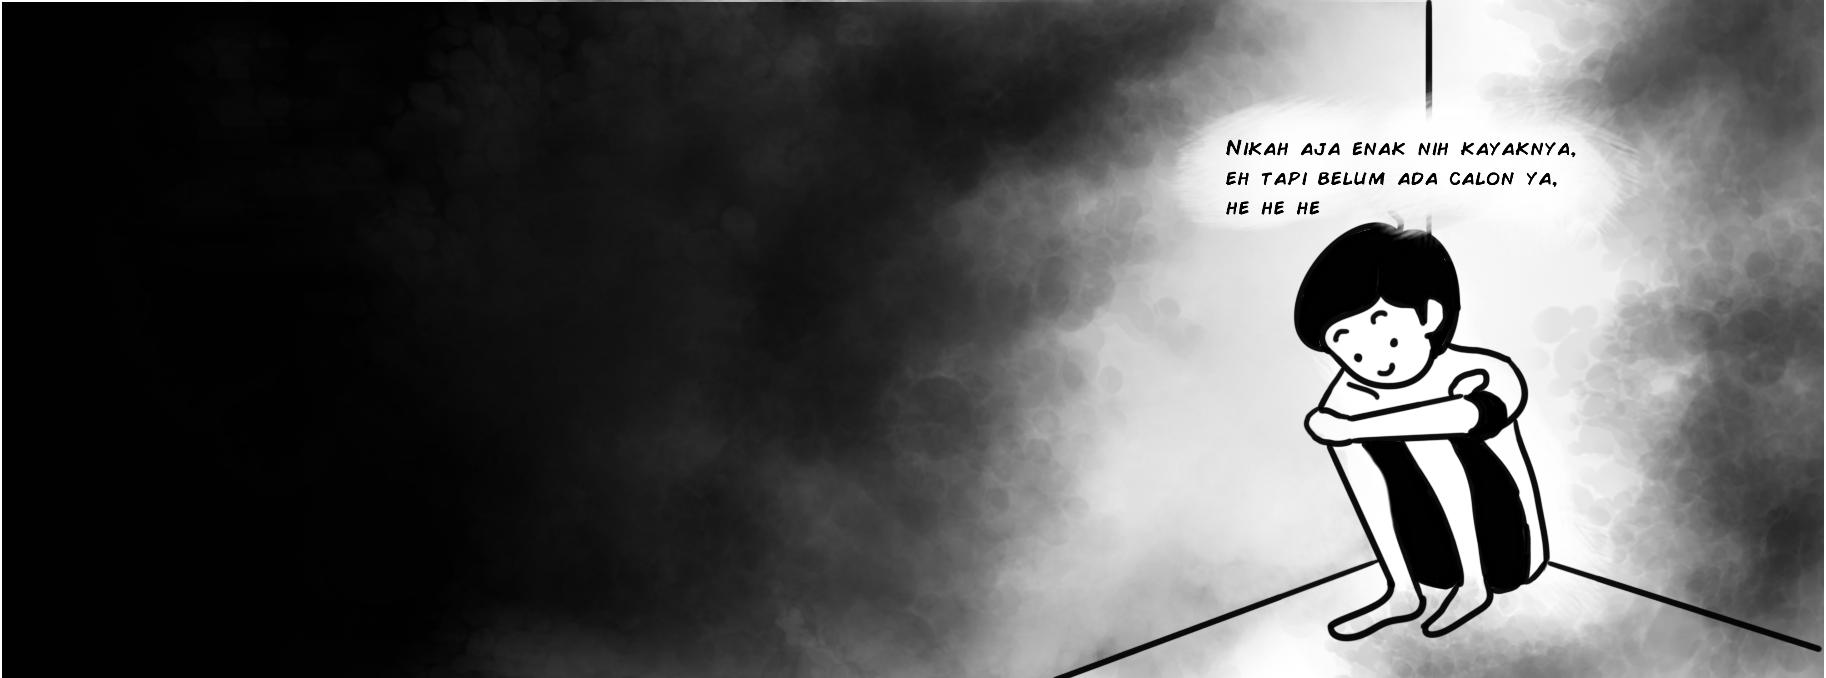 Nikah aja enak nih kayaknya,
eh tapi belum ada calon ya,
he he he